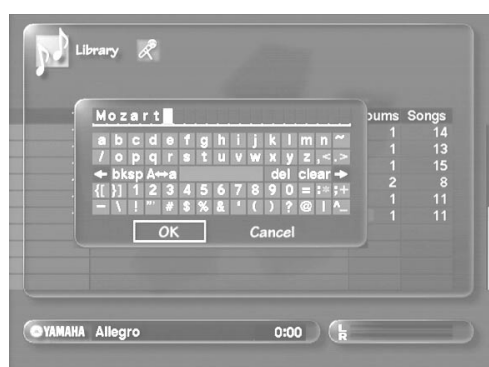 Library
Mozart
Albums Songs
a b c d e f g h i j k l m n ~
1 14
/ o p q r s t u v w x y z ,< .>
1 13
← bksp A↔a del clear →
1 15
{[ }] 1 2 3 4 5 6 7 8 9 0 = :* ;+
2 8
- \ ! "' # $ % & ' ( ) ? @ | ^_
1 11
1 11
OK Cancel
YAMAHA Allegro 0:00 L R